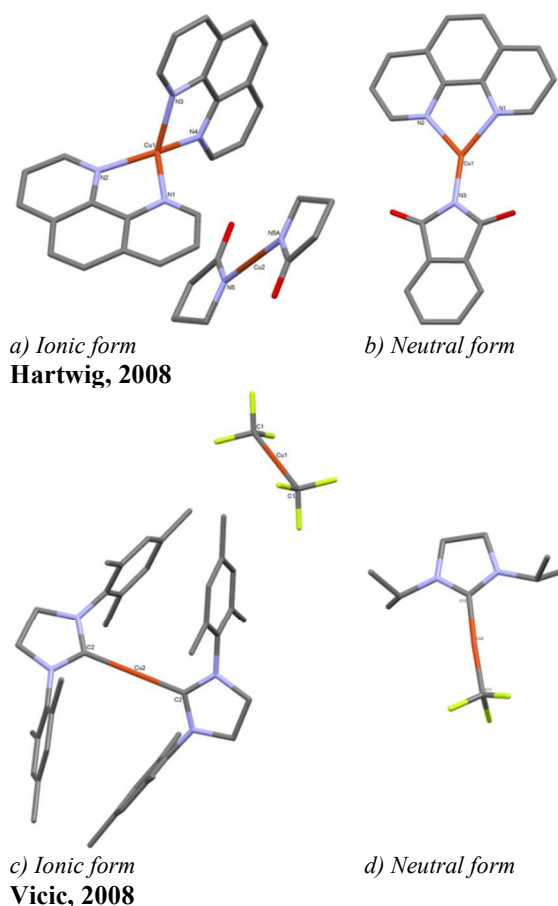 N3
N4
Cu1
N2
N1
N5A
N5
Cu2
N1
N2
Cu1
N3
a) Ionic form
b) Neutral form
Hartwig, 2008
C1
Cu1
C1
C2
Cu2
C2
c) Ionic form
d) Neutral form
Vicic, 2008